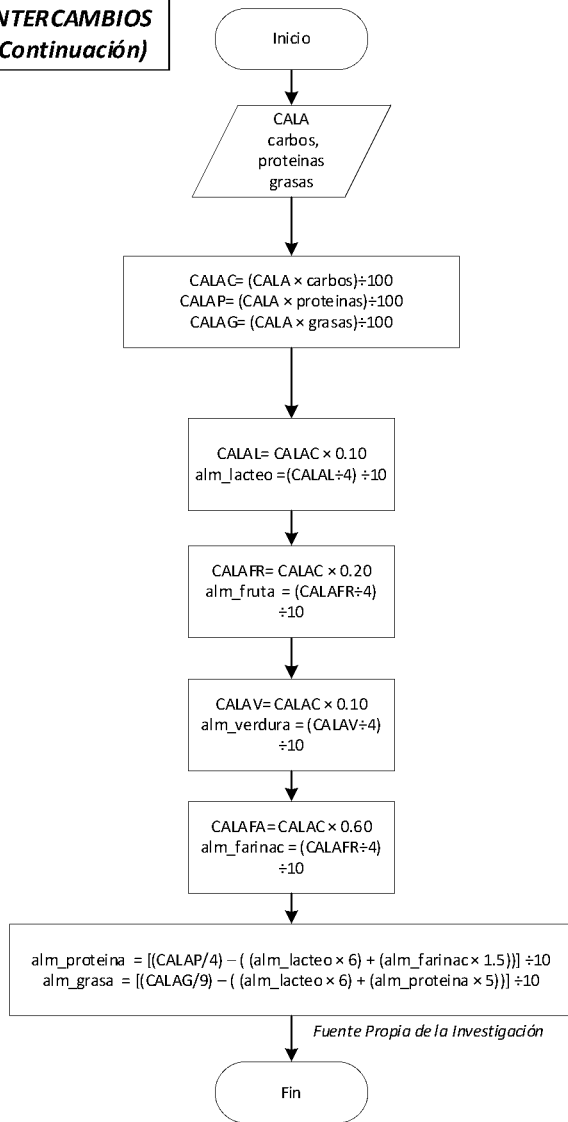 NTERCAMBIOS
Continuación)
Inicio
CALA
carbos,
proteinas
grasas
CALAC= (CALA × carbos)÷100
CALAP= (CALA × proteinas)÷100
CALAG= (CALA × grasas)÷100
CALAL= CALAC × 0.10
alm_lacteo =(CALAL÷4) ÷10
CALAFR= CALAC × 0.20
alm_fruta = (CALAFR÷4)
÷10
CALAV= CALAC × 0.10
alm_verdura = (CALAV÷4)
÷10
CALAFA= CALAC × 0.60
alm_farinac = (CALAFR÷4)
÷10
alm_proteina = [(CALAP/4) – ( (alm_lacteo × 6) + (alm_farinac × 1.5))] ÷10
alm_grasa = [(CALAG/9) – ( (alm_lacteo × 6) + (alm_proteina × 5))] ÷10
Fuente Propia de la Investigación
Fin